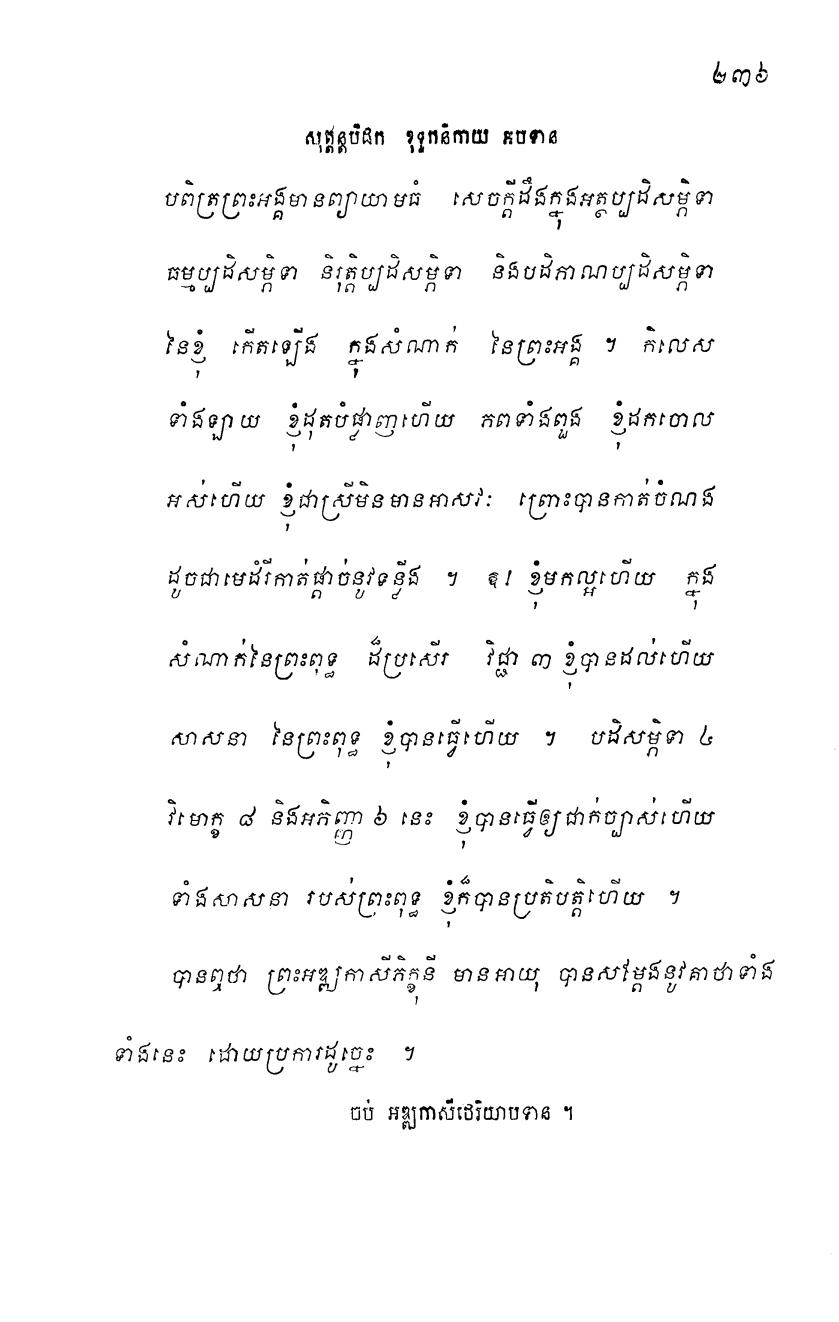 ២៣៦
សុត្តន្តបិដក ខុទ្ទកនិកាយ អបទាន
បពិត្រព្រះអង្គមានព្យាយាមធំ សេចក្តីដឹងក្នុងអត្ថប្បដិសម្ភិទា
ធម្មប្បដិសម្ភិទា និរុត្តិប្បដិសម្ភិទា និងបដិភាណប្បដិសម្ភិទា
នៃខ្ញុំ កើតឡើង ក្នុងសំណាក់ នៃព្រះអង្គ ។ កិលេស
ទាំងឡាយ ខ្ញុំដុតបំផ្លាញហើយ ភពទាំងពួង ខ្ញុំដកចោល
អស់ហើយ ខ្ញុំជាស្រីមិនមានអាសវៈ ព្រោះបានកាត់ចំណង
ដូចជាមេដំរីកាត់ផ្តាច់នូវទន្លីង ។ ឱ! ខ្ញុំមកល្អហើយ ក្នុង
សំណាក់នៃព្រះពុទ្ធ ដ៏ប្រសើរ វិជ្ជា ៣ ខ្ញុំបានដល់ហើយ
សាសនា នៃព្រះពុទ្ធ ខ្ញុំបានធ្វើហើយ ។ បដិសម្ភិទា ៤
វិមោក្ខ ៨ និងអភិញ្ញា ៦ នេះ ខ្ញុំបានធ្វើឲ្យជាក់ច្បាស់ហើយ
ទាំងសាសនា របស់ព្រះពុទ្ធ ខ្ញុំក៏បានប្រតិបត្តិហើយ ។
បានឮថា ព្រះអឌ្ឍកាសីភិក្ខុនី មានអាយុ បានសម្តែងនូវគាថាទាំង
ទាំងនេះ ដោយប្រការដូច្នេះ ។
ចប់ អឌ្ឍកាសីថេរិយាបទាន ។